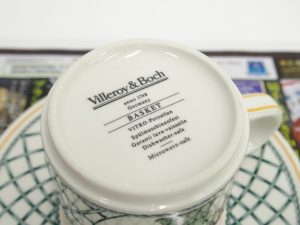 Villeroy & Boch
anno 1748
Germany
BASKET
VITRO-Porzellan
Spülmaschinenfest
Garanti lave-vaisselle
Dishwasher-safe
Microwave-safe